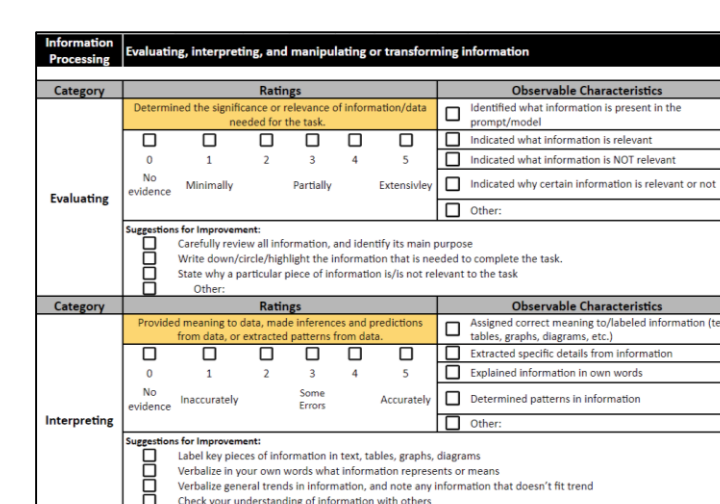 Information Processing
Evaluating, interpreting, and manipulating or transforming information
Category
Ratings
Observable Characteristics
Evaluating
Determined the significance or relevance of information/data
needed for the task.
0 1 2 3 4 5
No evidence
Minimally
Partially
Extensivley
Identified what information is present in the
prompt/model
Indicated what information is relevant
Indicated what information is NOT relevant
Indicated why certain information is relevant or not
Other:
Suggestions for Improvement:
Carefully review all information, and identify its main purpose
Write down/circle/highlight the information that is needed to complete the task.
State why a particular piece of information is/is not relevant to the task
Other:
Category
Ratings
Observable Characteristics
Interpreting
Provided meaning to data, made inferences and predictions
from data, or extracted patterns from data.
0 1 2 3 4 5
No evidence
Inaccurately
Some Errors
Accurately
Assigned correct meaning to/labeled information
tables, graphs, diagrams, etc.)
Extracted specific details from information
Explained information in own words
Determined patterns in information
Other:
Suggestions for Improvement:
Label key pieces of information in text, tables, graphs, diagrams
Verbalize in your own words what information represents or means
Verbalize general trends in information, and note any information that doesn't fit trend
Check your understanding of information with others